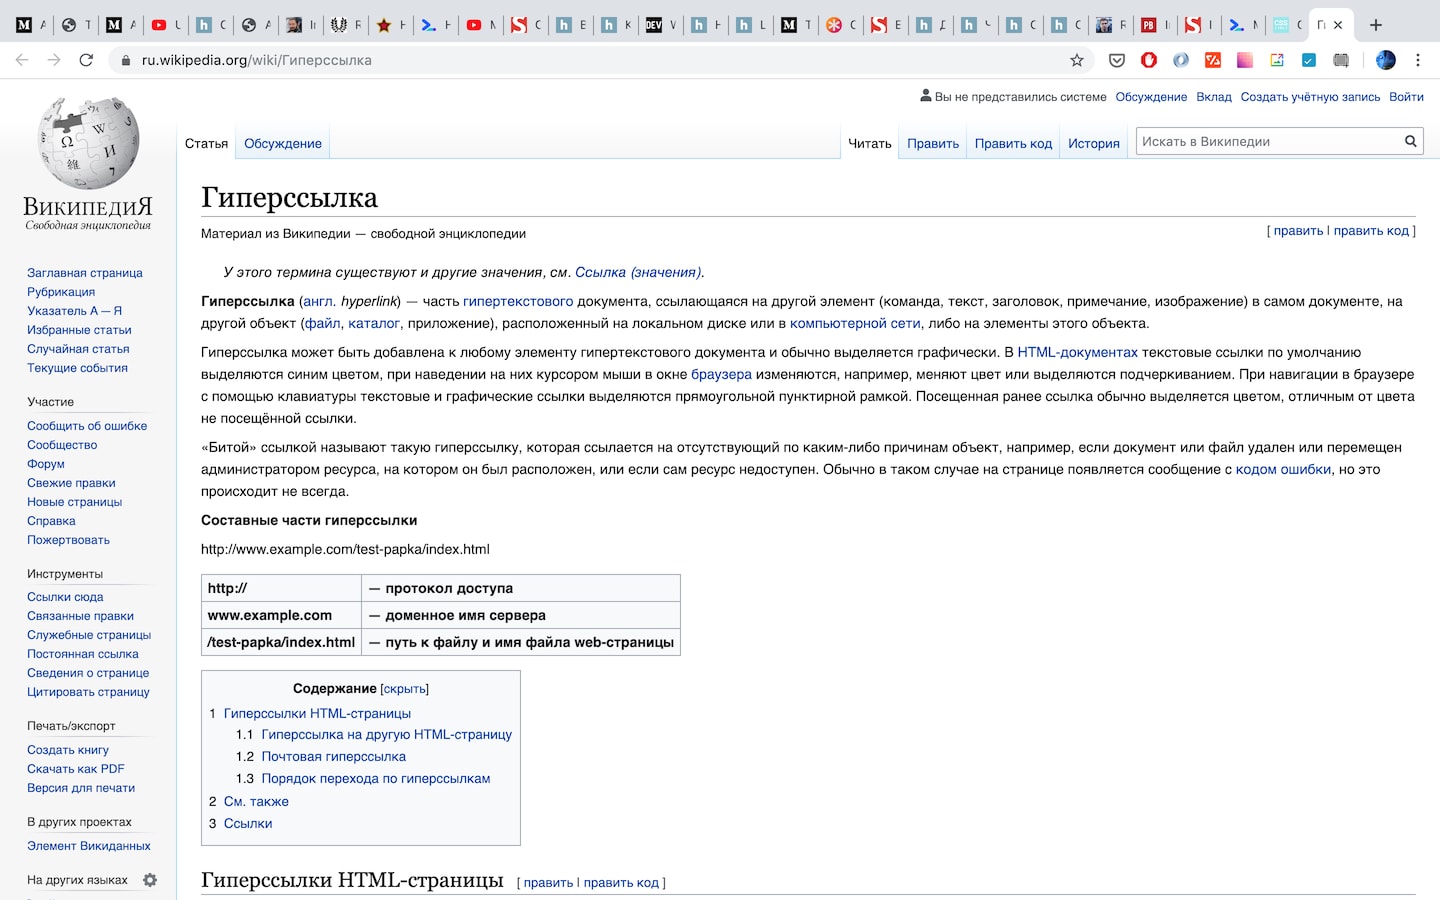 ru.wikipedia.org/wiki/Гиперссылка
Вы не представились системе Обсуждение Вклад Создать учётную запись Войти
Статья Обсуждение Читать Править Править код История Искать в Википедии
ВикипедиЯ
Свободная энциклопедия
Заглавная страница
Рубрикация
Указатель А — Я
Избранные статьи
Случайная статья
Текущие события
Участие
Сообщить об ошибке
Сообщество
Форум
Свежие правки
Новые страницы
Справка
Пожертвовать
Инструменты
Ссылки сюда
Связанные правки
Служебные страницы
Постоянная ссылка
Сведения о странице
Цитировать страницу
Печать/экспорт
Создать книгу
Скачать как PDF
Версия для печати
В других проектах
Элемент Викиданных
На других языках
Гиперссылка
Материал из Википедии — свободной энциклопедии [ править | править код ]
У этого термина существуют и другие значения, см. Ссылка (значения).
Гиперссылка (англ. hyperlink) — часть гипертекстового документа, ссылающаяся на другой элемент (команда, текст, заголовок, примечание, изображение) в самом документе, на
другой объект (файл, каталог, приложение), расположенный на локальном диске или в компьютерной сети, либо на элементы этого объекта.
Гиперссылка может быть добавлена к любому элементу гипертекстового документа и обычно выделяется графически. В HTML-документах текстовые ссылки по умолчанию
выделяются синим цветом, при наведении на них курсором мыши в окне браузера изменяются, например, меняют цвет или выделяются подчеркиванием. При навигации в браузере
с помощью клавиатуры текстовые и графические ссылки выделяются прямоугольной пунктирной рамкой. Посещенная ранее ссылка обычно выделяется цветом, отличным от цвета
не посещённой ссылки.
«Битой» ссылкой называют такую гиперссылку, которая ссылается на отсутствующий по каким-либо причинам объект, например, если документ или файл удален или перемещен
администратором ресурса, на котором он был расположен, или если сам ресурс недоступен. Обычно в таком случае на странице появляется сообщение с кодом ошибки, но это
происходит не всегда.
Составные части гиперссылки
http://www.example.com/test-papka/index.html
http:// — протокол доступа
www.example.com — доменное имя сервера
/test-papka/index.html — путь к файлу и имя файла web-страницы
Содержание [скрыть]
1 Гиперссылки HTML-страницы
1.1 Гиперссылка на другую HTML-страницу
1.2 Почтовая гиперссылка
1.3 Порядок перехода по гиперссылкам
2 См. также
3 Ссылки
Гиперссылки HTML-страницы [ править | править код ]